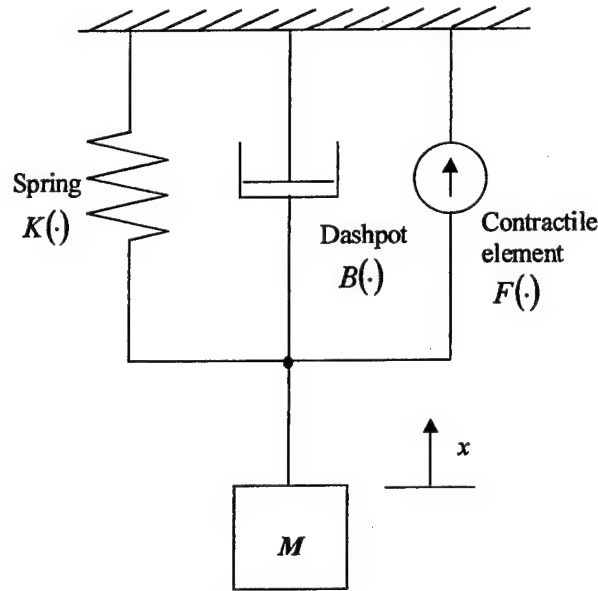 Spring
K(·)
Dashpot
B(·)
Contractile
element
F(·)
x
M